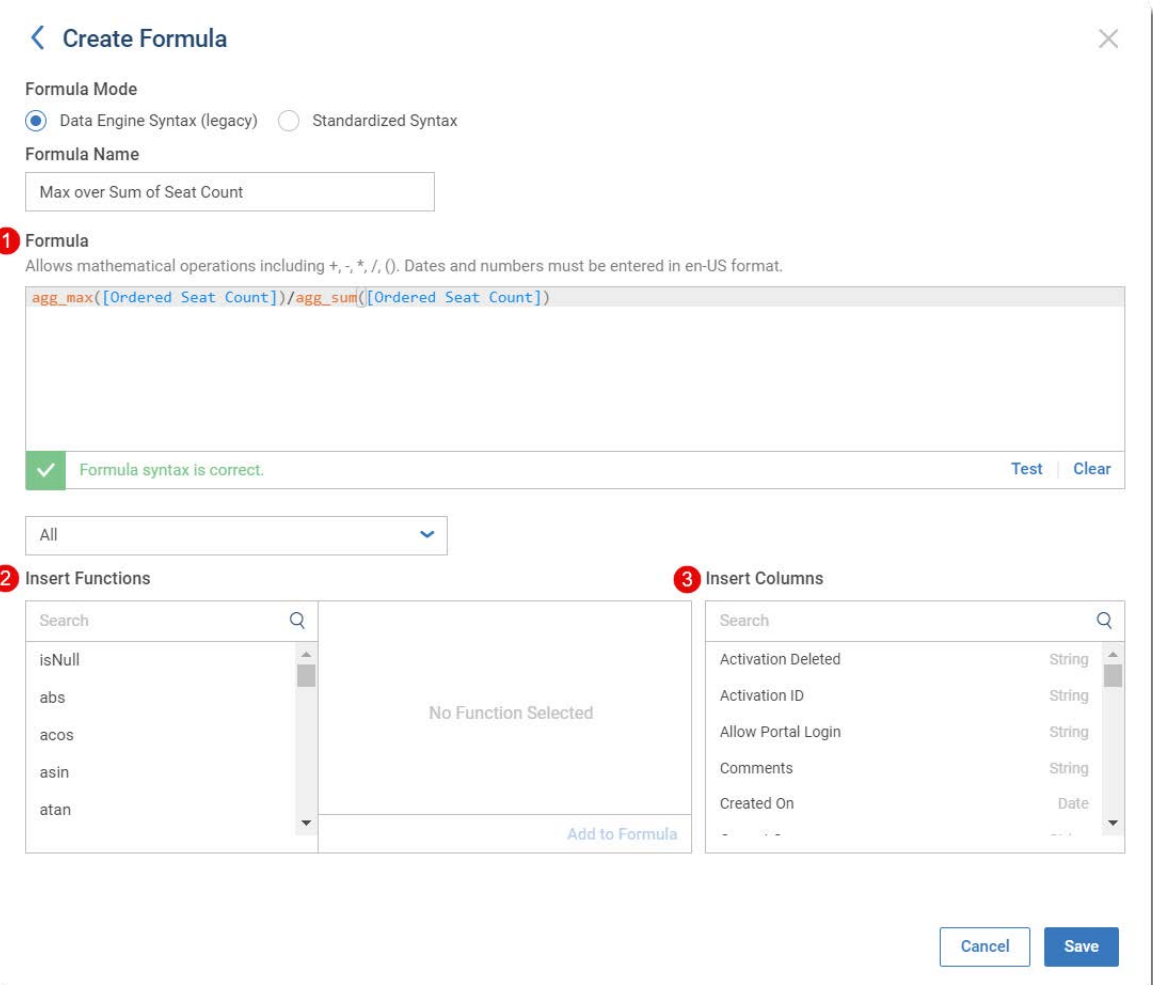 Create Formula
Formula Mode
Data Engine Syntax (legacy) Standardized Syntax
Formula Name
Max over Sum of Seat Count
1 Formula
Allows mathematical operations including +, -, *, /, (). Dates and numbers must be entered in en-US format.
agg_max([Ordered Seat Count])/agg_sum([Ordered Seat Count])
Formula syntax is correct. Test Clear
All
2 Insert Functions
Search
isNull
abs
acos
asin
atan
No Function Selected
Add to Formula
3 Insert Columns
Search
Activation Deleted String
Activation ID String
Allow Portal Login String
Comments String
Created On Date
Cancel Save